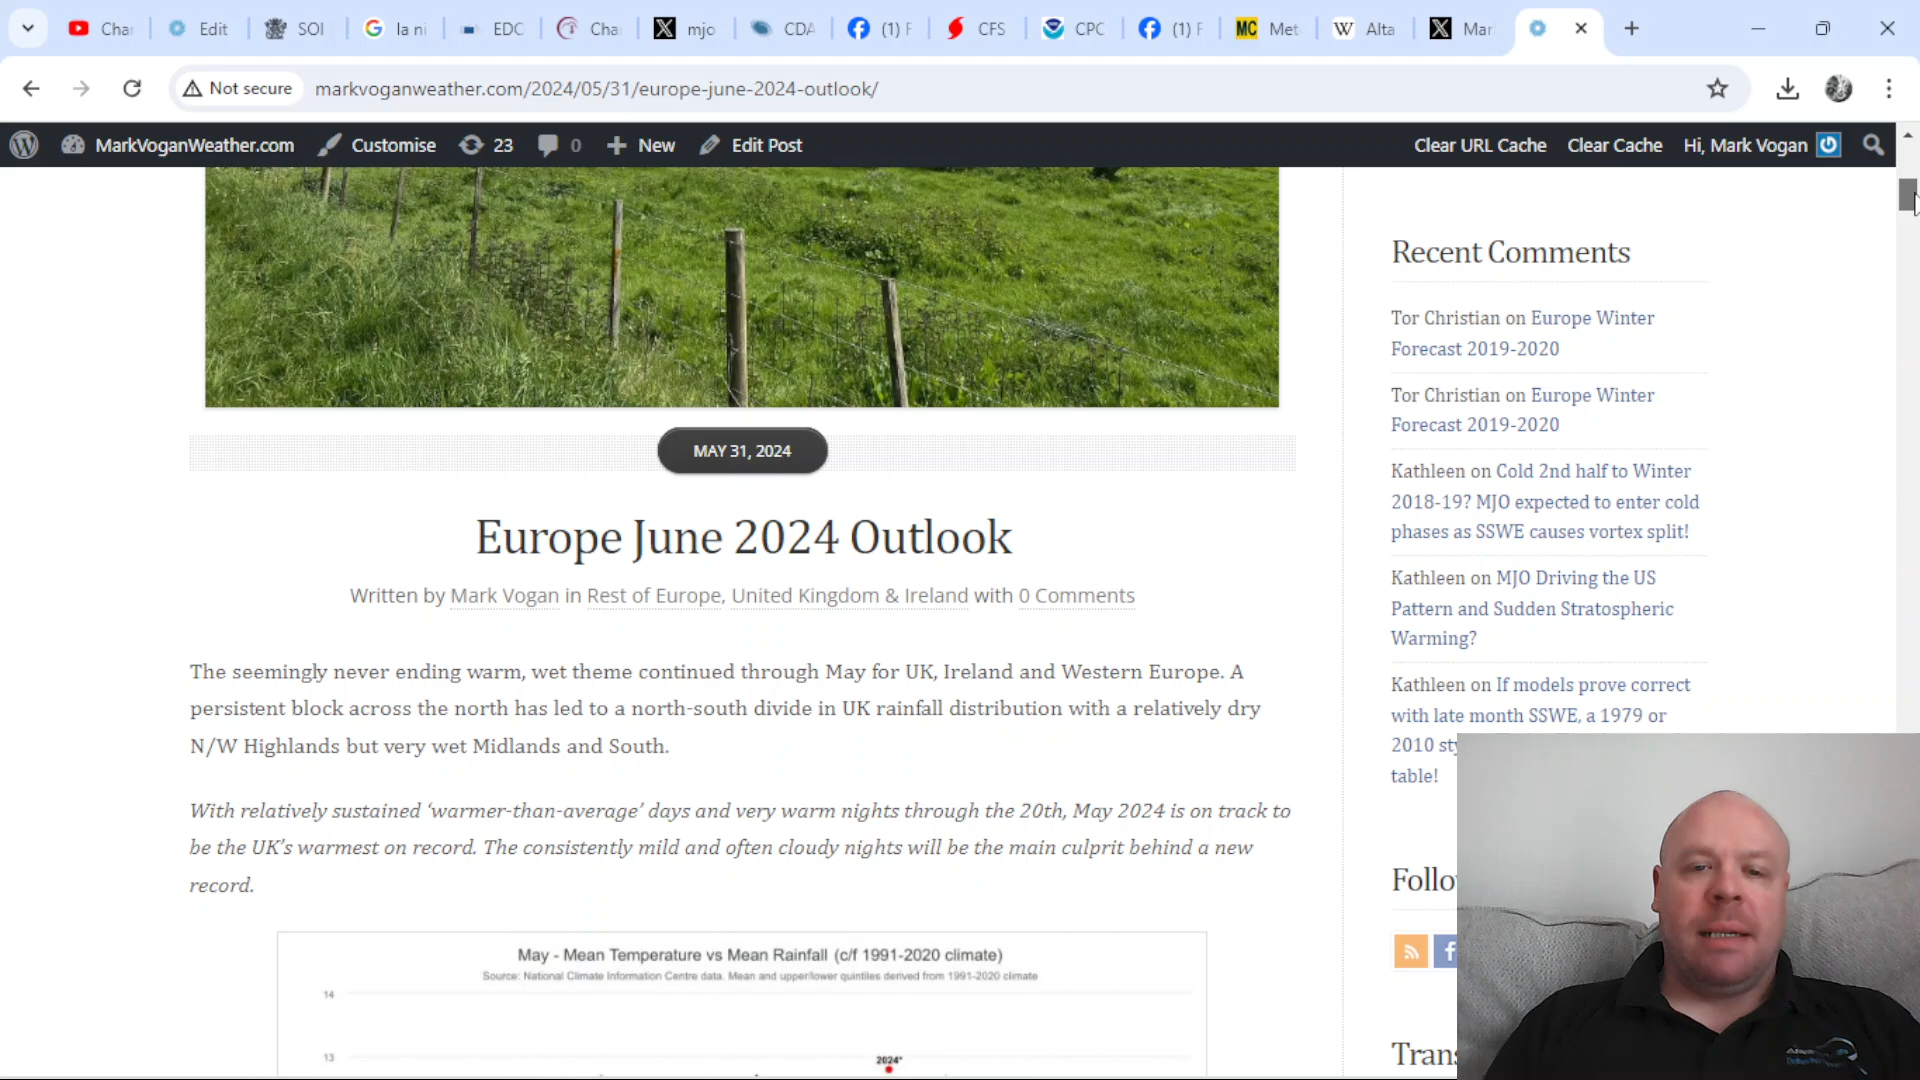 Char
Edit
SOI
la ni
EDC
Cha
mjo
CDA
(1) F
CFS
CPC
(1) F
MC
Met
Alta
Mar
Not secure
markvoganweather.com/2024/05/31/europe-june-2024-outlook/
MarkVoganWeather.com
Customise
23
0
New
Edit Post
Clear URL Cache
Clear Cache
Hi, Mark Vogan
MAY 31, 2024
Europe June 2024 Outlook
Written by Mark Vogan in Rest of Europe, United Kingdom & Ireland with 0 Comments
The seemingly never ending warm, wet theme continued through May for UK, Ireland and Western Europe. A
persistent block across the north has led to a north-south divide in UK rainfall distribution with a relatively dry
N/W Highlands but very wet Midlands and South.
With relatively sustained ‘warmer-than-average’ days and very warm nights through the 20th, May 2024 is on track to
be the UK’s warmest on record. The consistently mild and often cloudy nights will be the main culprit behind a new
record.
May - Mean Temperature vs Mean Rainfall (c/f 1991-2020 climate)
Source: National Climate Information Centre data. Mean and upper/lower quintiles derived from 1991-2020 climate
14
13
2024*
Recent Comments
Tor Christian on Europe Winter
Forecast 2019-2020
Tor Christian on Europe Winter
Forecast 2019-2020
Kathleen on Cold 2nd half to Winter
2018-19? MJO expected to enter cold
phases as SSWE causes vortex split!
Kathleen on MJO Driving the US
Pattern and Sudden Stratospheric
Warming?
Kathleen on If models prove correct
with late month SSWE, a 1979 or
2010 sty
table!
Follo
Trans